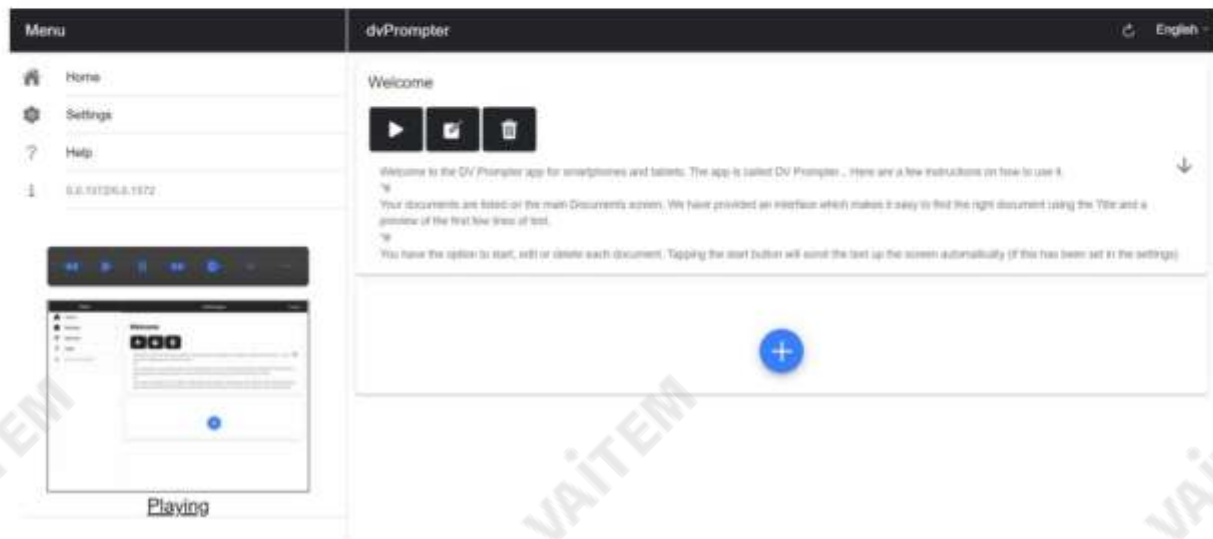 Menu
dvPrompter
English
Home
Settings
Help
Welcome
Welcome to the DV Prompter app for smartphones and tablets. The app is called DV Prompter... Here are a few instructions on how to use it.
Your documents are listed on the main Documents screen. We have provided an interface which makes it easy to find the right document using the Title and a
preview of the first few lines of text.
You have the option to start, edit or delete each document. Tapping the start button will scroll the text up the screen automatically (if this has been set in the settings)
Welcome
Playing
VAiTEM